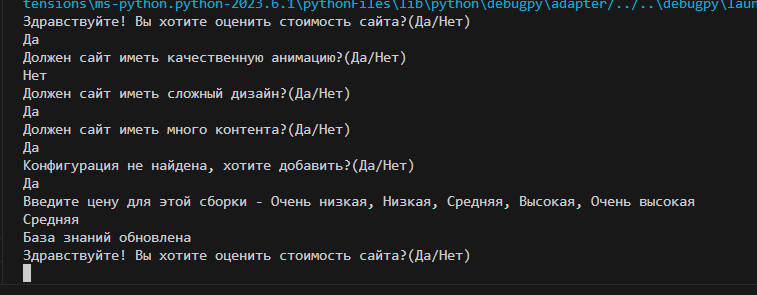 tensions\ms-python.python-2023.6.1\pythonFiles\lib\python\debugpy\adapter/../..\debugpy\laun
Здравствуйте! Вы хотите оценить стоимость сайта?(Да/Нет)
Да
Должен сайт иметь качественную анимацию?(Да/Нет)
Нет
Должен сайт иметь сложный дизайн?(Да/Нет)
Да
Должен сайт иметь много контента?(Да/Нет)
Да
Конфигурация не найдена, хотите добавить?(Да/Нет)
Да
Введите цену для этой сборки - Очень низкая, Низкая, Средняя, Высокая, Очень высокая
Средняя
База знаний обновлена
Здравствуйте! Вы хотите оценить стоимость сайта?(Да/Нет)